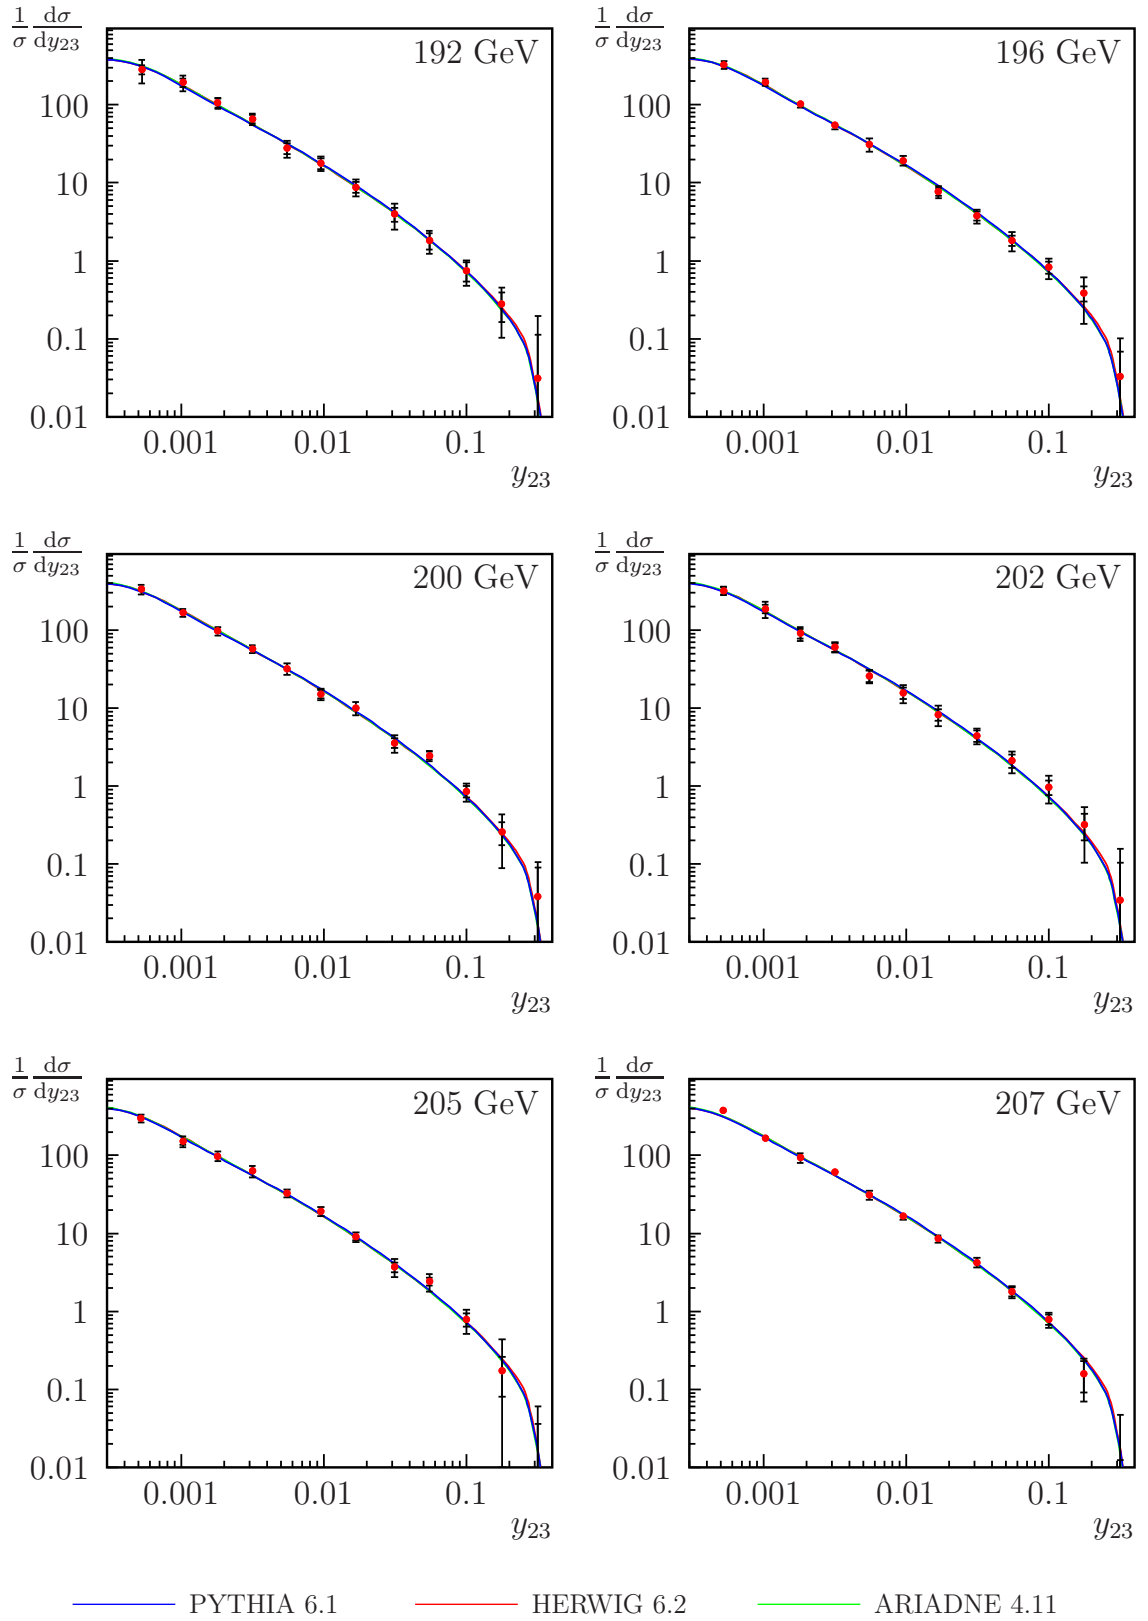 1/σ dσ/dy23
192 GeV
100
10
1
0.1
0.01
0.001 0.01 0.1
y23
1/σ dσ/dy23
196 GeV
100
10
1
0.1
0.01
0.001 0.01 0.1
y23
1/σ dσ/dy23
200 GeV
100
10
1
0.1
0.01
0.001 0.01 0.1
y23
1/σ dσ/dy23
202 GeV
100
10
1
0.1
0.01
0.001 0.01 0.1
y23
1/σ dσ/dy23
205 GeV
100
10
1
0.1
0.01
0.001 0.01 0.1
y23
1/σ dσ/dy23
207 GeV
100
10
1
0.1
0.01
0.001 0.01 0.1
y23
PYTHIA 6.1 HERWIG 6.2 ARIADNE 4.11